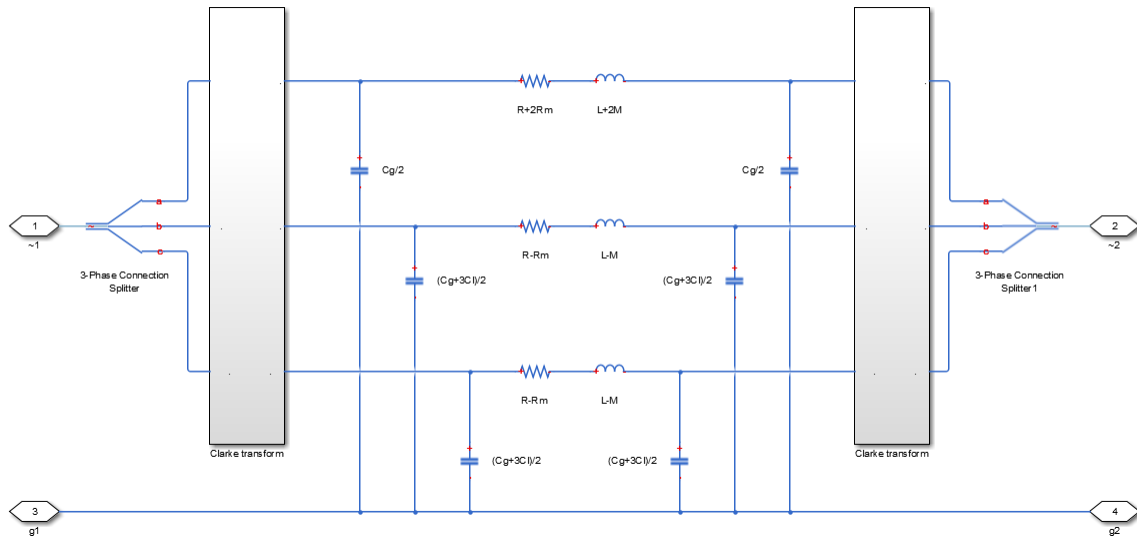 R+2Rm
L+2M
Cg/2
Cg/2
a
a
1
~
b
R-Rm
L-M
b
~
2
~1
~2
c
c
3-Phase Connection
Splitter
(Cg+3Cl)/2
(Cg+3Cl)/2
3-Phase Connection
Splitter1
R-Rm
L-M
Clarke transform
(Cg+3Cl)/2
(Cg+3Cl)/2
Clarke transform
3
4
g1
g2